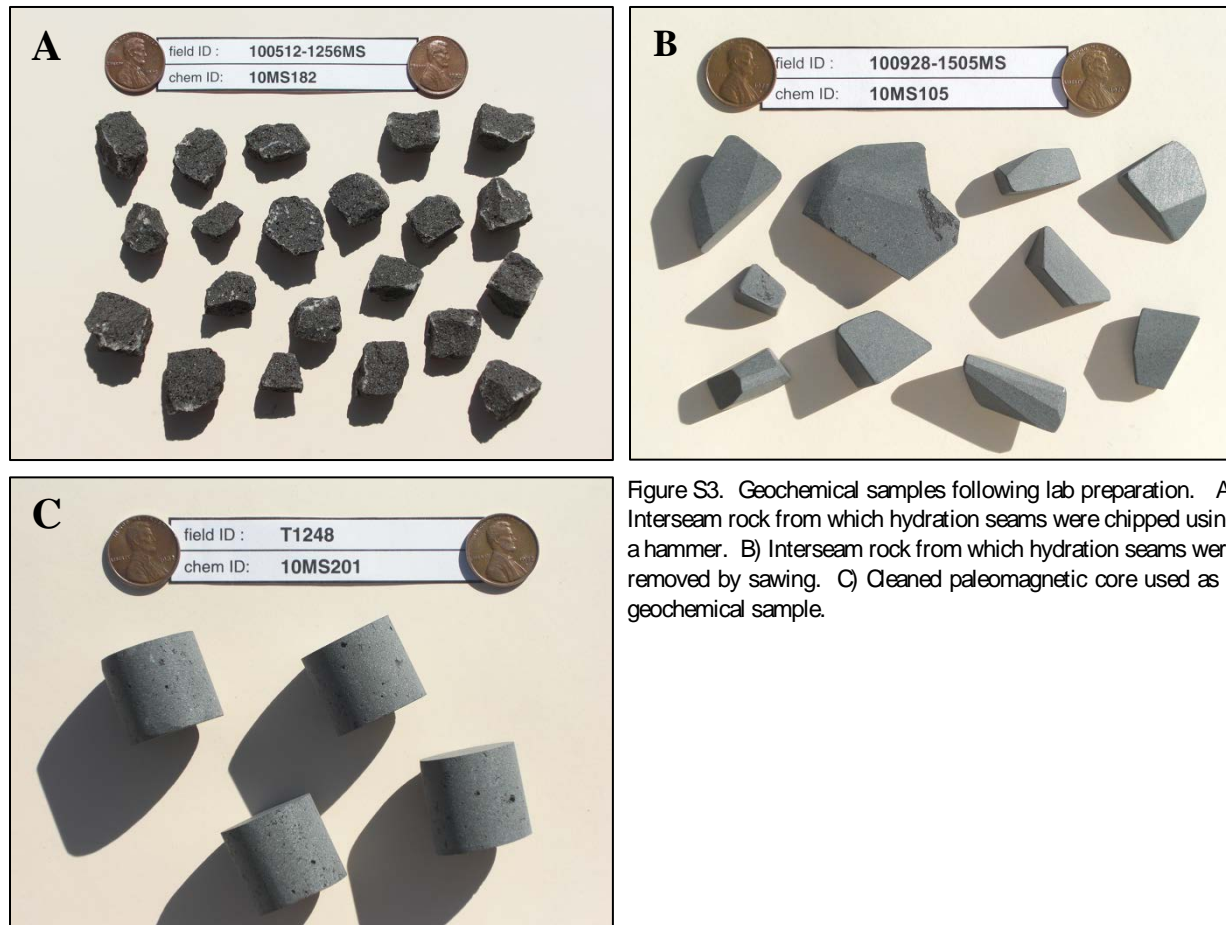 A
field ID : 100512-1256MS
chem ID: 10MS182
B
field ID : 100928-1505MS
chem ID: 10MS105
C
field ID : T1248
chem ID: 10MS201
Figure S3. Geochemical samples following lab preparation. A
Interseam rock from which hydration seams were chipped usin
a hammer. B) Interseam rock from which hydration seams wer
removed by sawing. C) Cleaned paleomagnetic core used as
geochemical sample.